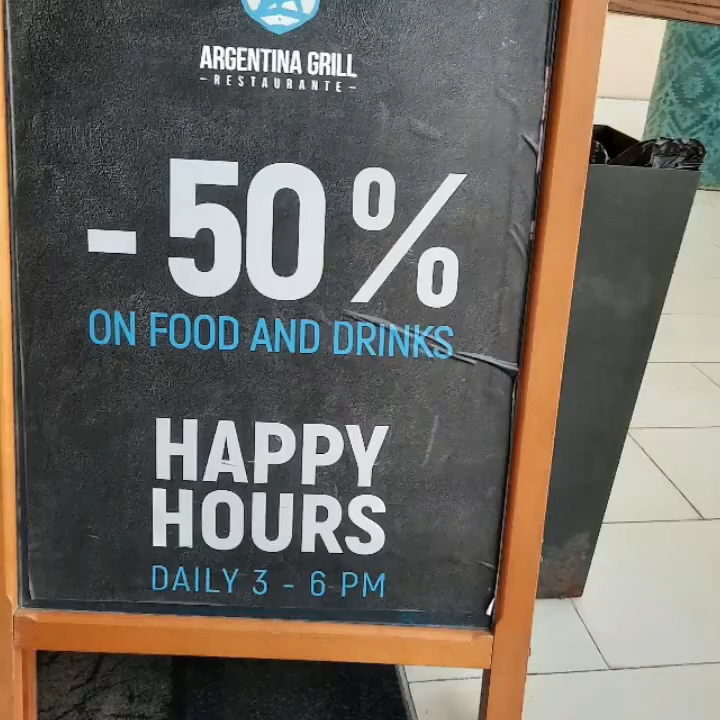 ARGENTINA GRILL
- RESTAURANTE -
- 50%
ON FOOD AND DRINKS
HAPPY
HOURS
DAILY 3 - 6 PM